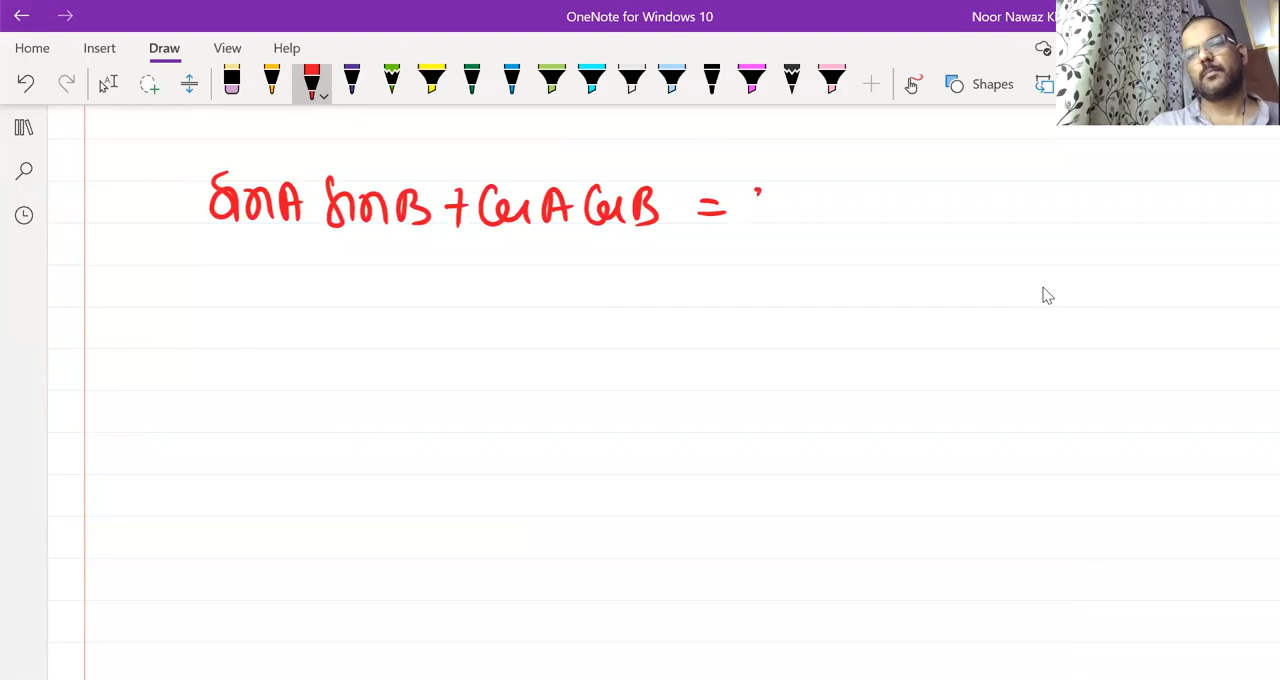 OneNote for Windows 10
Noor Nawaz K
Home Insert Draw View Help
Shapes
sinA sinB + CosA CosB =